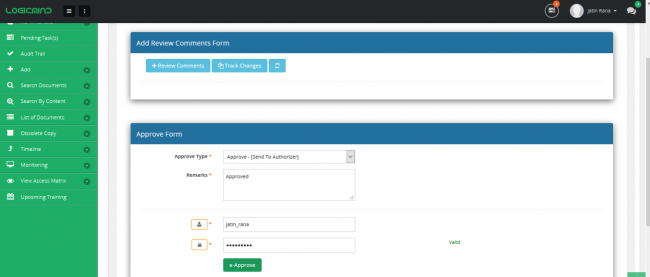 LOGICMIND
Jatin Rana
Pending Task(s)
Audit Trail
Add
Search Documents
Search By Content
List of Documents
Obsolete Copy
Timeline
Monitoring
View Access Matrix
Upcoming Training
Add Review Comments Form
+ Review Comments
Track Changes
Approve Form
Approve Type *
Approve - [Send To Authorizer]
Remarks *
Approved
*
jatin_rana
*
•••••••••
Valid
e-Approve